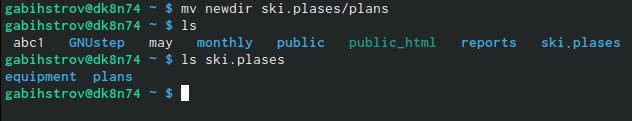 gabihstrov@dk8n74 ~ $ mv newdir ski.plases/plans
gabihstrov@dk8n74 ~ $ ls
abc1 GNUstep may monthly public public_html reports ski.plases
gabihstrov@dk8n74 ~ $ ls ski.plases
equipment plans
gabihstrov@dk8n74 ~ $